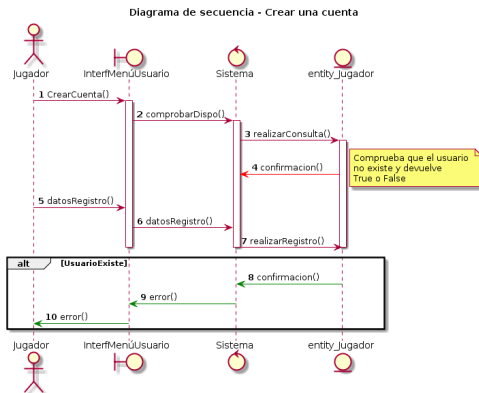 Diagrama de secuencia - Crear una cuenta
Jugador
InterfMenúUsuario
Sistema
entity_Jugador
1 CrearCuenta()
2 comprobarDispo()
3 realizarConsulta()
4 confirmacion()
Comprueba que el usuario
no existe y devuelve
True o False
5 datosRegistro()
6 datosRegistro()
7 realizarRegistro()
alt [UsuarioExiste]
8 confirmacion()
9 error()
10 error()
Jugador
InterfMenúUsuario
Sistema
entity_Jugador